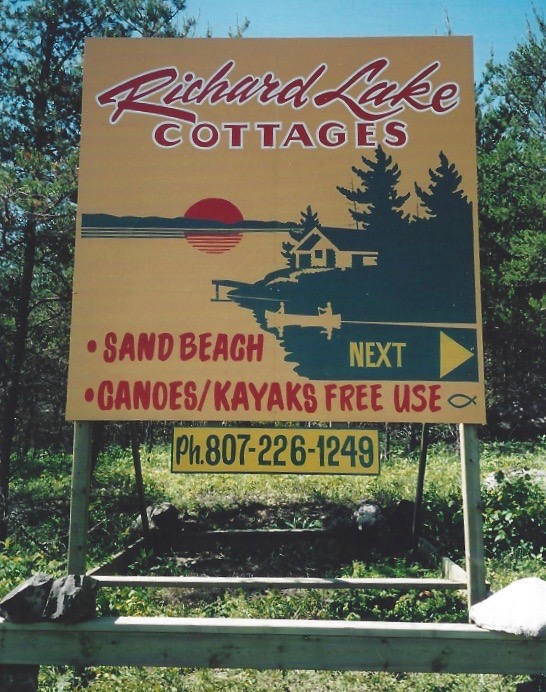 Richard Lake
COTTAGES
• SAND BEACH
NEXT
• CANOES/KAYAKS FREE USE
Ph. 807-226-1249